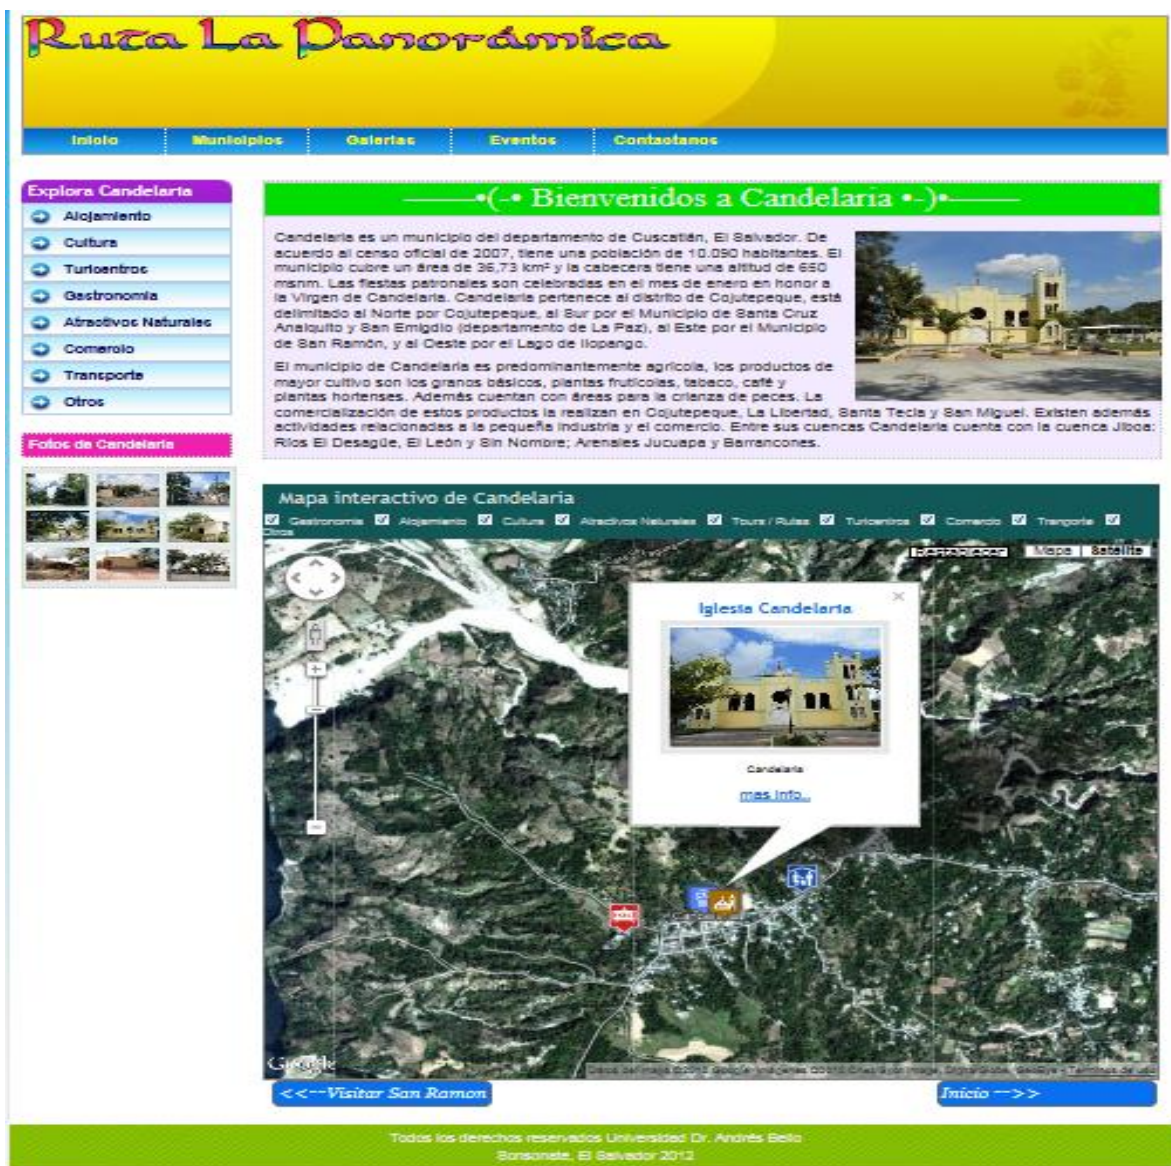 Ruta La Panorámica
Inicio Municipios Galerias Eventos Contactanos
Explora Candelaria
Alojamiento
Cultura
Turicentros
Gastronomia
Atractivos Naturales
Comercio
Transporte
Otros
Fotos de Candelaria
•(-• Bienvenidos a Candelaria •-)•
Candelaria es un municipio del departamento de Cuscatlán, El Salvador. De
acuerdo al censo oficial de 2007, tiene una población de 10.090 habitantes. El
municipio cubre un área de 36,73 km² y la cabecera tiene una altitud de 650
msnm. Las fiestas patronales son celebradas en el mes de enero en honor a
la Virgen de Candelaria. Candelaria pertenece al distrito de Cojutepeque, está
delimitado al Norte por Cojutepeque, al Sur por el Municipio de Santa Cruz
Analquito y San Emigdio (departamento de La Paz), al Este por el Municipio
de San Ramón, y al Oeste por el Lago de Ilopango.
El municipio de Candelaria es predominantemente agrícola, los productos de
mayor cultivo son los granos básicos, plantas frutícolas, tabaco, café y
plantas hortenses. Además cuentan con áreas para la crianza de peces. La
comercialización de estos productos la realizan en Cojutepeque, La Libertad, Santa Tecla y San Miguel. Existen además
actividades relacionadas a la pequeña industria y el comercio. Entre sus cuencas Candelaria cuenta con la cuenca Jiboa:
Ríos El Desagüe, El León y Sin Nombre; Arenales Jucuapa y Barrancones.
Mapa interactivo de Candelaria
Gastronomia Alojamiento Cultura Atractivos Naturales Tours / Rutas Turicentros Comercio Tranporte
Otros
Mapa Satélite
Iglesia Candelaria
Candelaria
mas info..
Google
<<--Visitar San Ramon
Inicio -->>
Todos los derechos reservados Universidad Dr. Andrés Bello
Sonsonate, El Salvador 2012